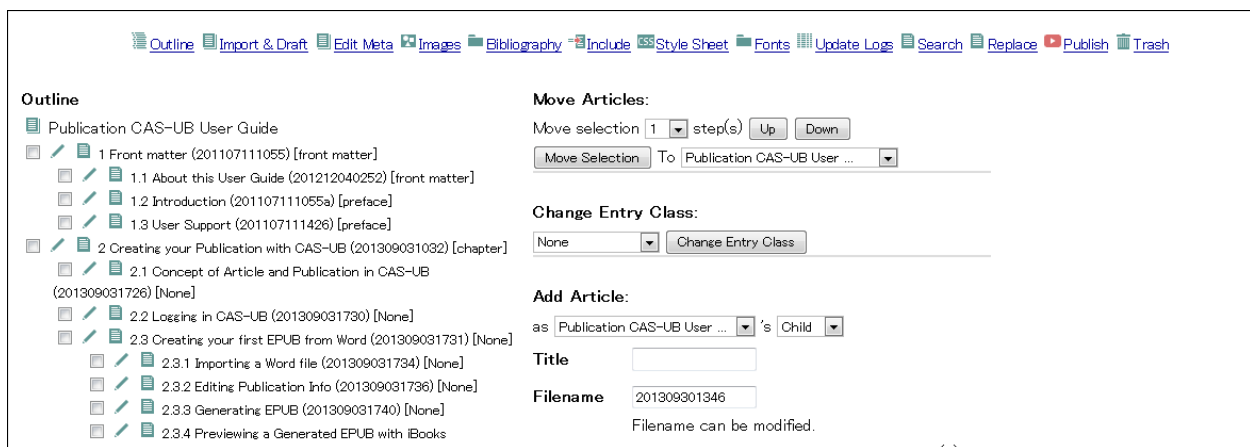 Outline Import & Draft Edit Meta Images Bibliography Include CSS Style Sheet Fonts Update Logs Search Replace Publish Trash
Outline
Publication CAS-UB User Guide
1 Front matter (201107111055) [front matter]
1.1 About this User Guide (201212040252) [front matter]
1.2 Introduction (201107111055a) [preface]
1.3 User Support (201107111426) [preface]
2 Creating your Publication with CAS-UB (201309031032) [chapter]
2.1 Concept of Article and Publication in CAS-UB
(201309031726) [None]
2.2 Logging in CAS-UB (201309031730) [None]
2.3 Creating your first EPUB from Word (201309031731) [None]
2.3.1 Importing a Word file (201309031734) [None]
2.3.2 Editing Publication Info (201309031736) [None]
2.3.3 Generating EPUB (201309031740) [None]
2.3.4 Previewing a Generated EPUB with iBooks
Move Articles:
Move selection 1 step(s) Up Down
Move Selection To Publication CAS-UB User ...
Change Entry Class:
None Change Entry Class
Add Article:
as Publication CAS-UB User ... 's Child
Title
Filename 201309301346
Filename can be modified.